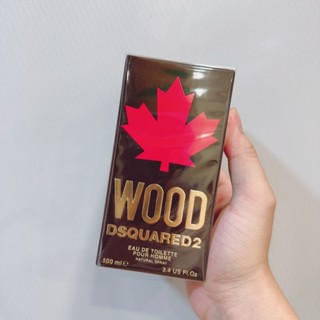 WOOD
DSQUARED2
EAU DE TOILETTE
POUR HOMME
NATURAL SPRAY
100 ml ℮
3.4 US Fl.Oz